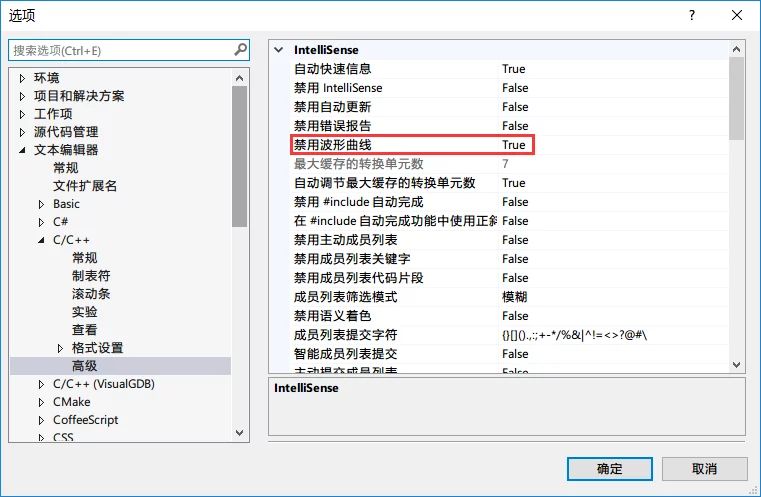 选项
?
搜索选项(Ctrl+E)
环境
项目和解决方案
工作项
源代码管理
文本编辑器
常规
文件扩展名
Basic
C#
C/C++
常规
制表符
滚动条
实验
查看
格式设置
高级
C/C++ (VisualGDB)
CMake
CoffeeScript
CSS
IntelliSense
自动快速信息 True
禁用 IntelliSense False
禁用自动更新 False
禁用错误报告 False
禁用波形曲线 True
最大缓存的转换单元数 7
自动调节最大缓存的转换单元数 True
禁用 #include 自动完成 False
在 #include 自动完成功能中使用正斜 False
禁用主动成员列表 False
禁用成员列表关键字 False
禁用成员列表代码片段 False
成员列表筛选模式 模糊
禁用语义着色 False
成员列表提交字符 {}[]().,:;+-*/%&|^!=<>?@#\
智能成员列表提交 False
主动提交成员列表 False
IntelliSense
确定 取消